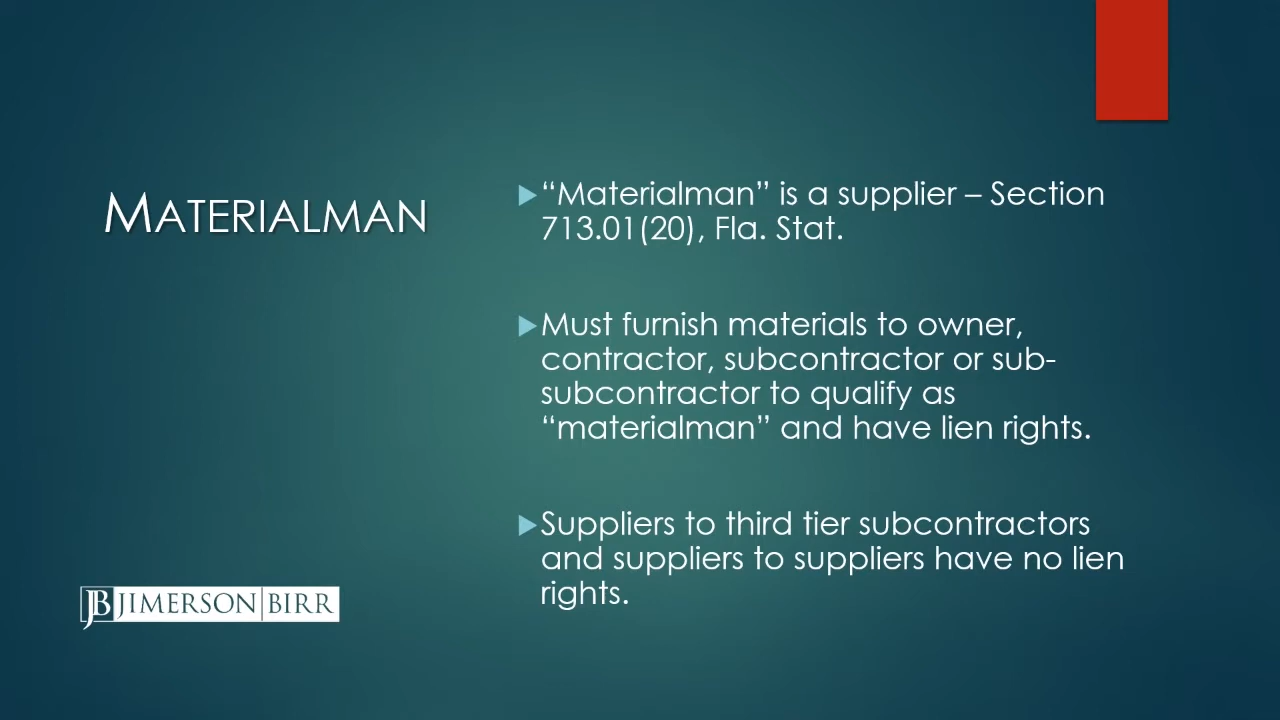 MATERIALMAN
“Materialman” is a supplier – Section
713.01(20), Fla. Stat.
Must furnish materials to owner,
contractor, subcontractor or sub-
subcontractor to qualify as
“materialman” and have lien rights.
Suppliers to third tier subcontractors
and suppliers to suppliers have no lien
rights.
JB JIMERSON BIRR